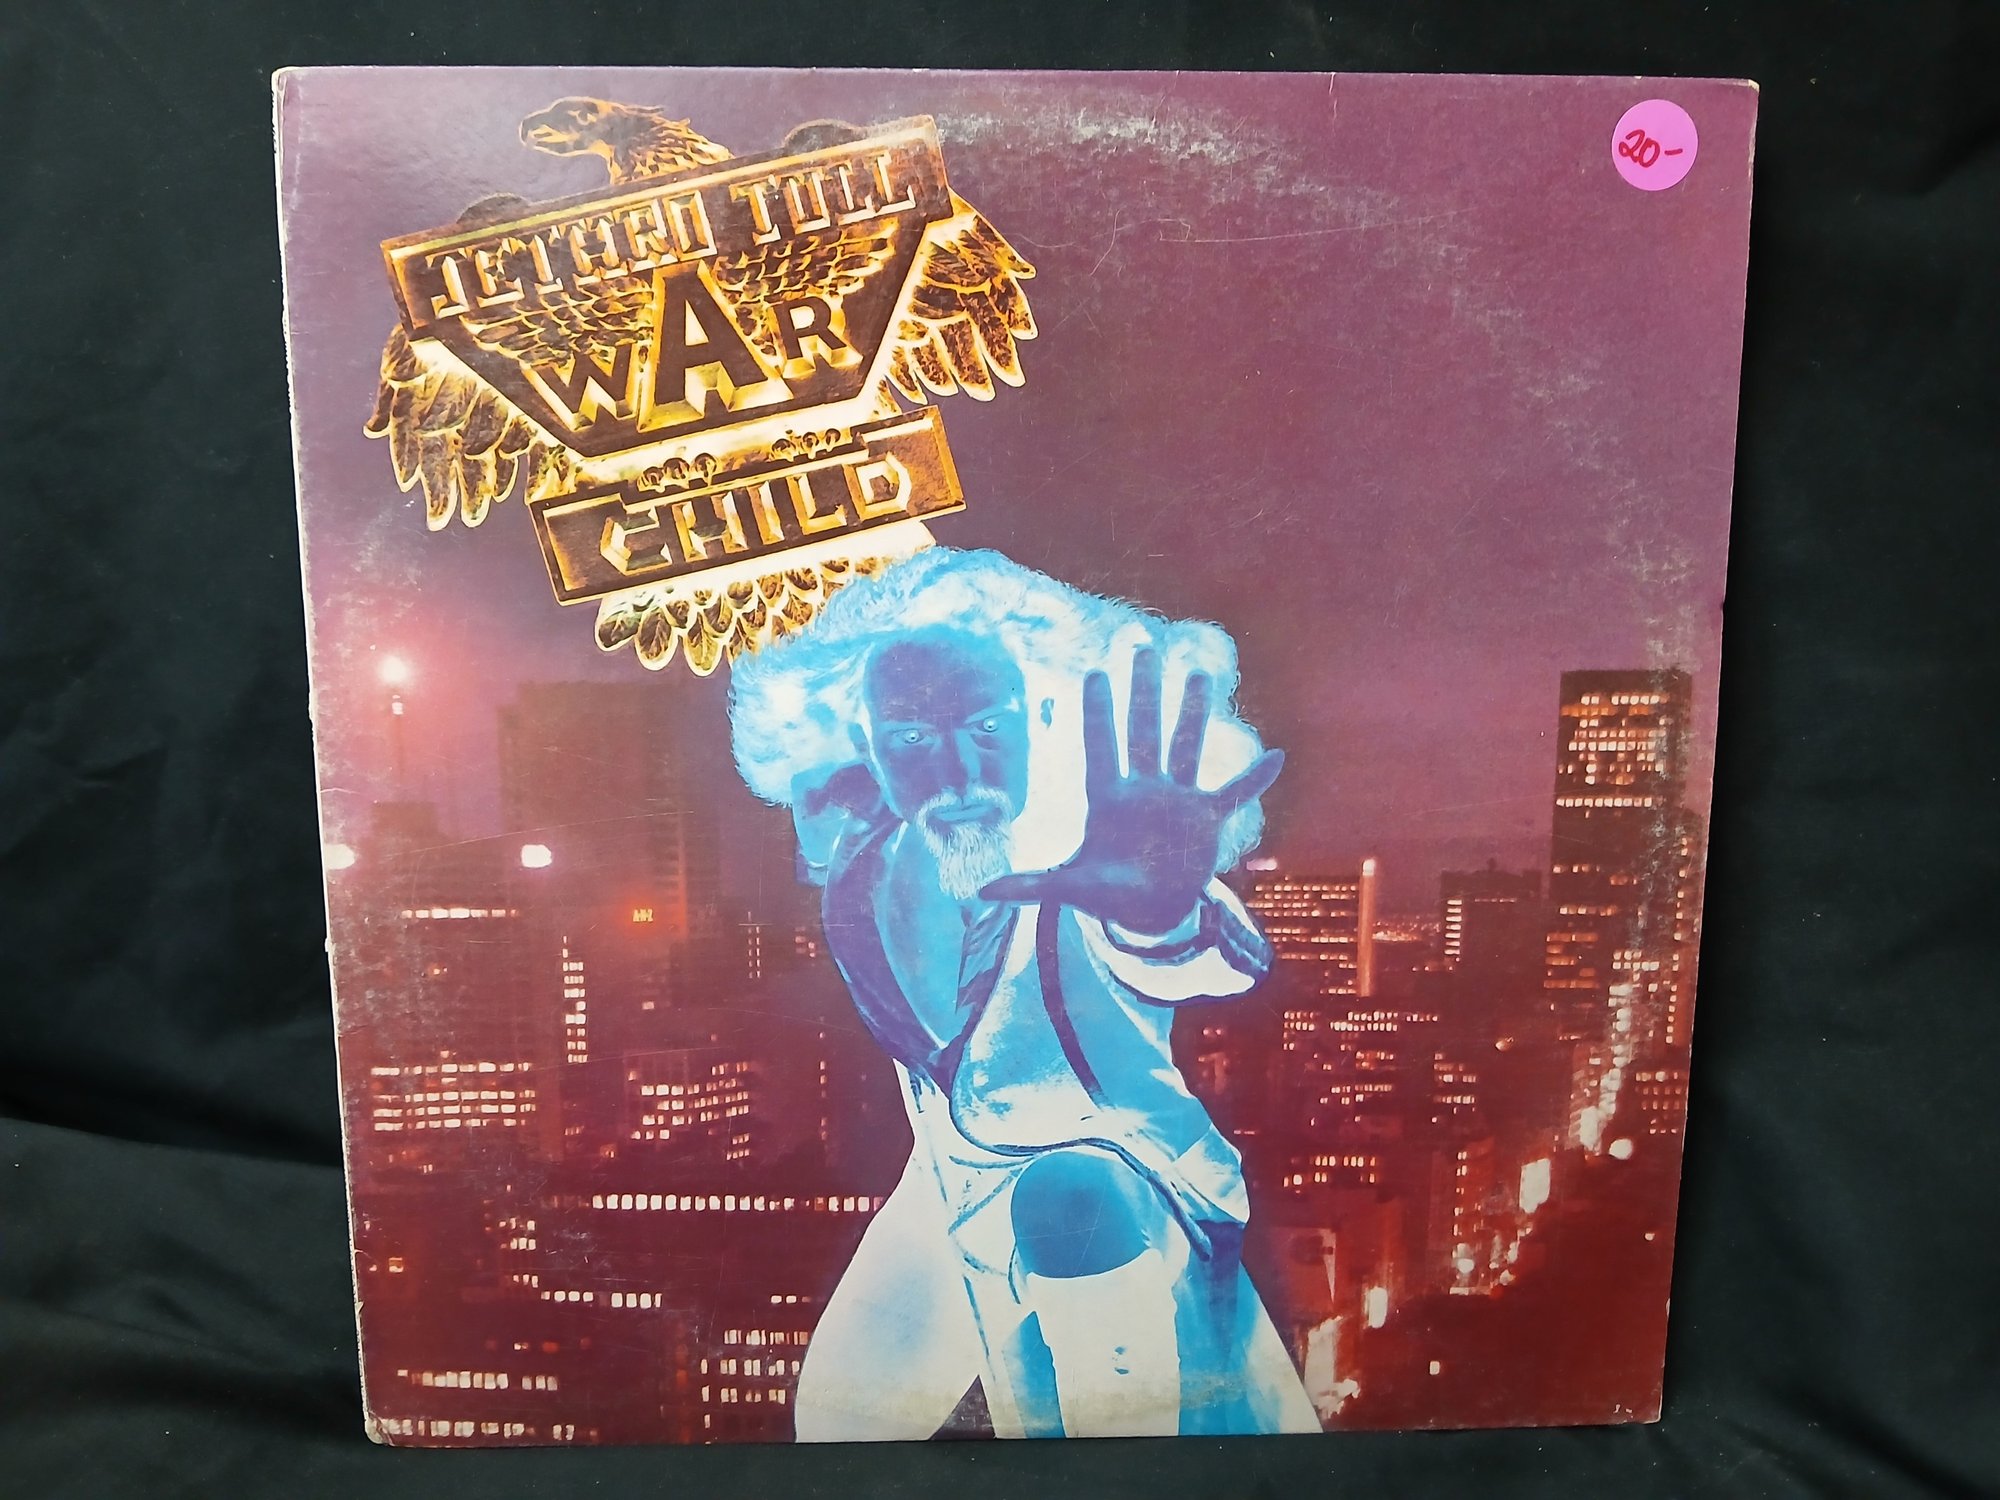 JETHRO TULL
WAR
CHILD
20-